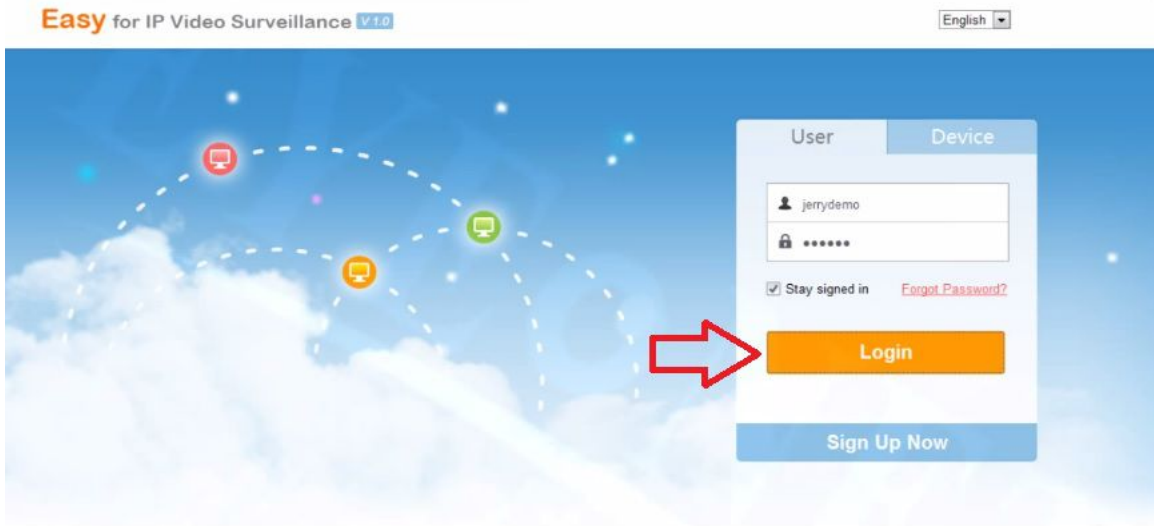 Easy for IP Video Surveillance V 1.0
English
User Device
jerrydemo
••••••
Stay signed in Forgot Password?
Login
Sign Up Now